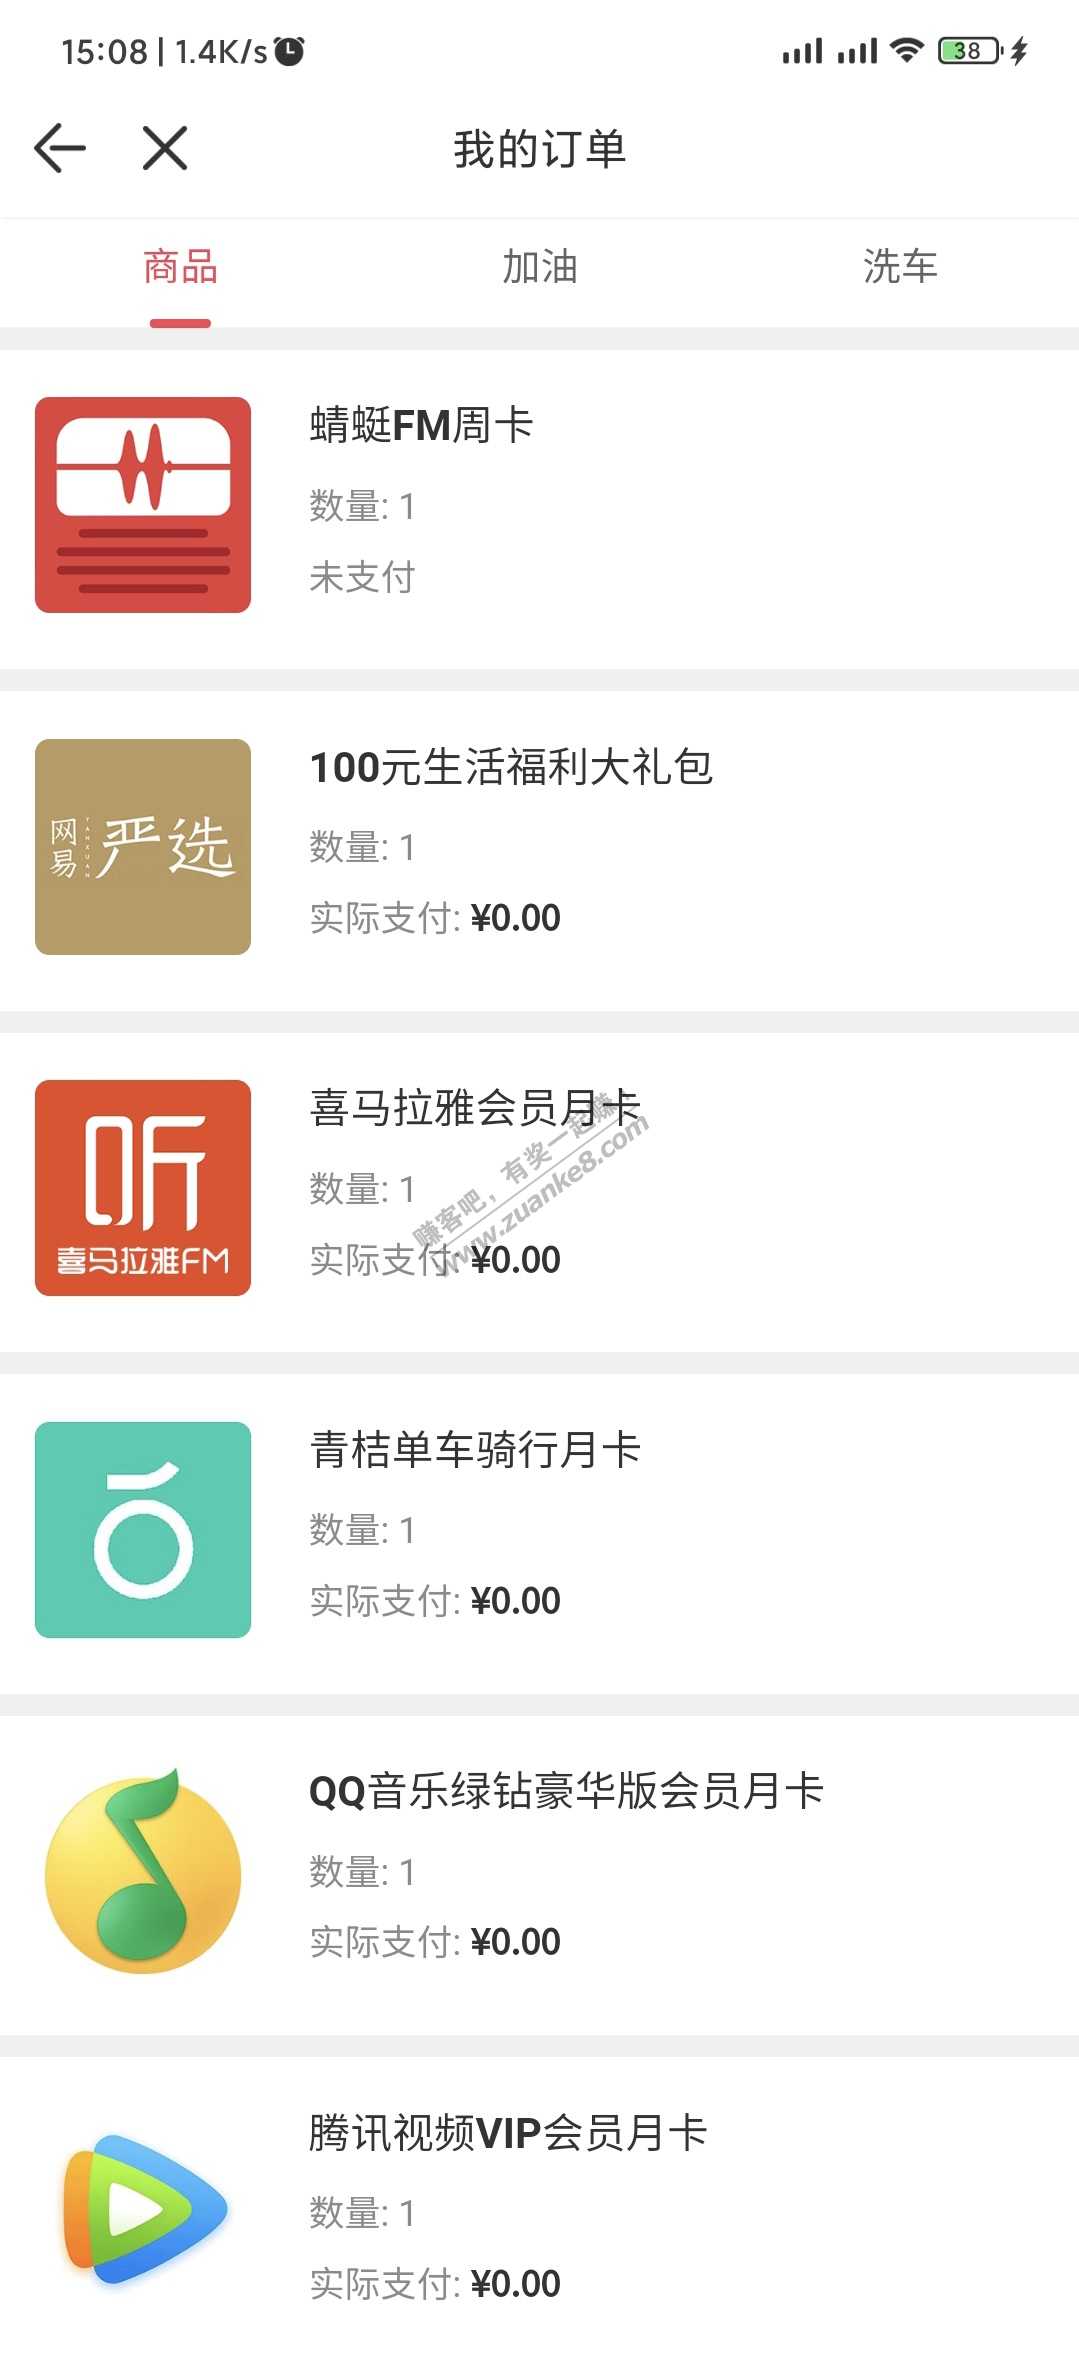 15:08 | 1.4K/s
38
我的订单
商品 加油 洗车
蜻蜓FM周卡
数量: 1
未支付
网易 YANXUAN 严选
100元生活福利大礼包
数量: 1
实际支付: ¥0.00
听
喜马拉雅FM
喜马拉雅会员月卡
数量: 1
实际支付: ¥0.00
赚客吧，有奖一起赚
www.zuanke8.com
青桔单车骑行月卡
数量: 1
实际支付: ¥0.00
QQ音乐绿钻豪华版会员月卡
数量: 1
实际支付: ¥0.00
腾讯视频VIP会员月卡
数量: 1
实际支付: ¥0.00